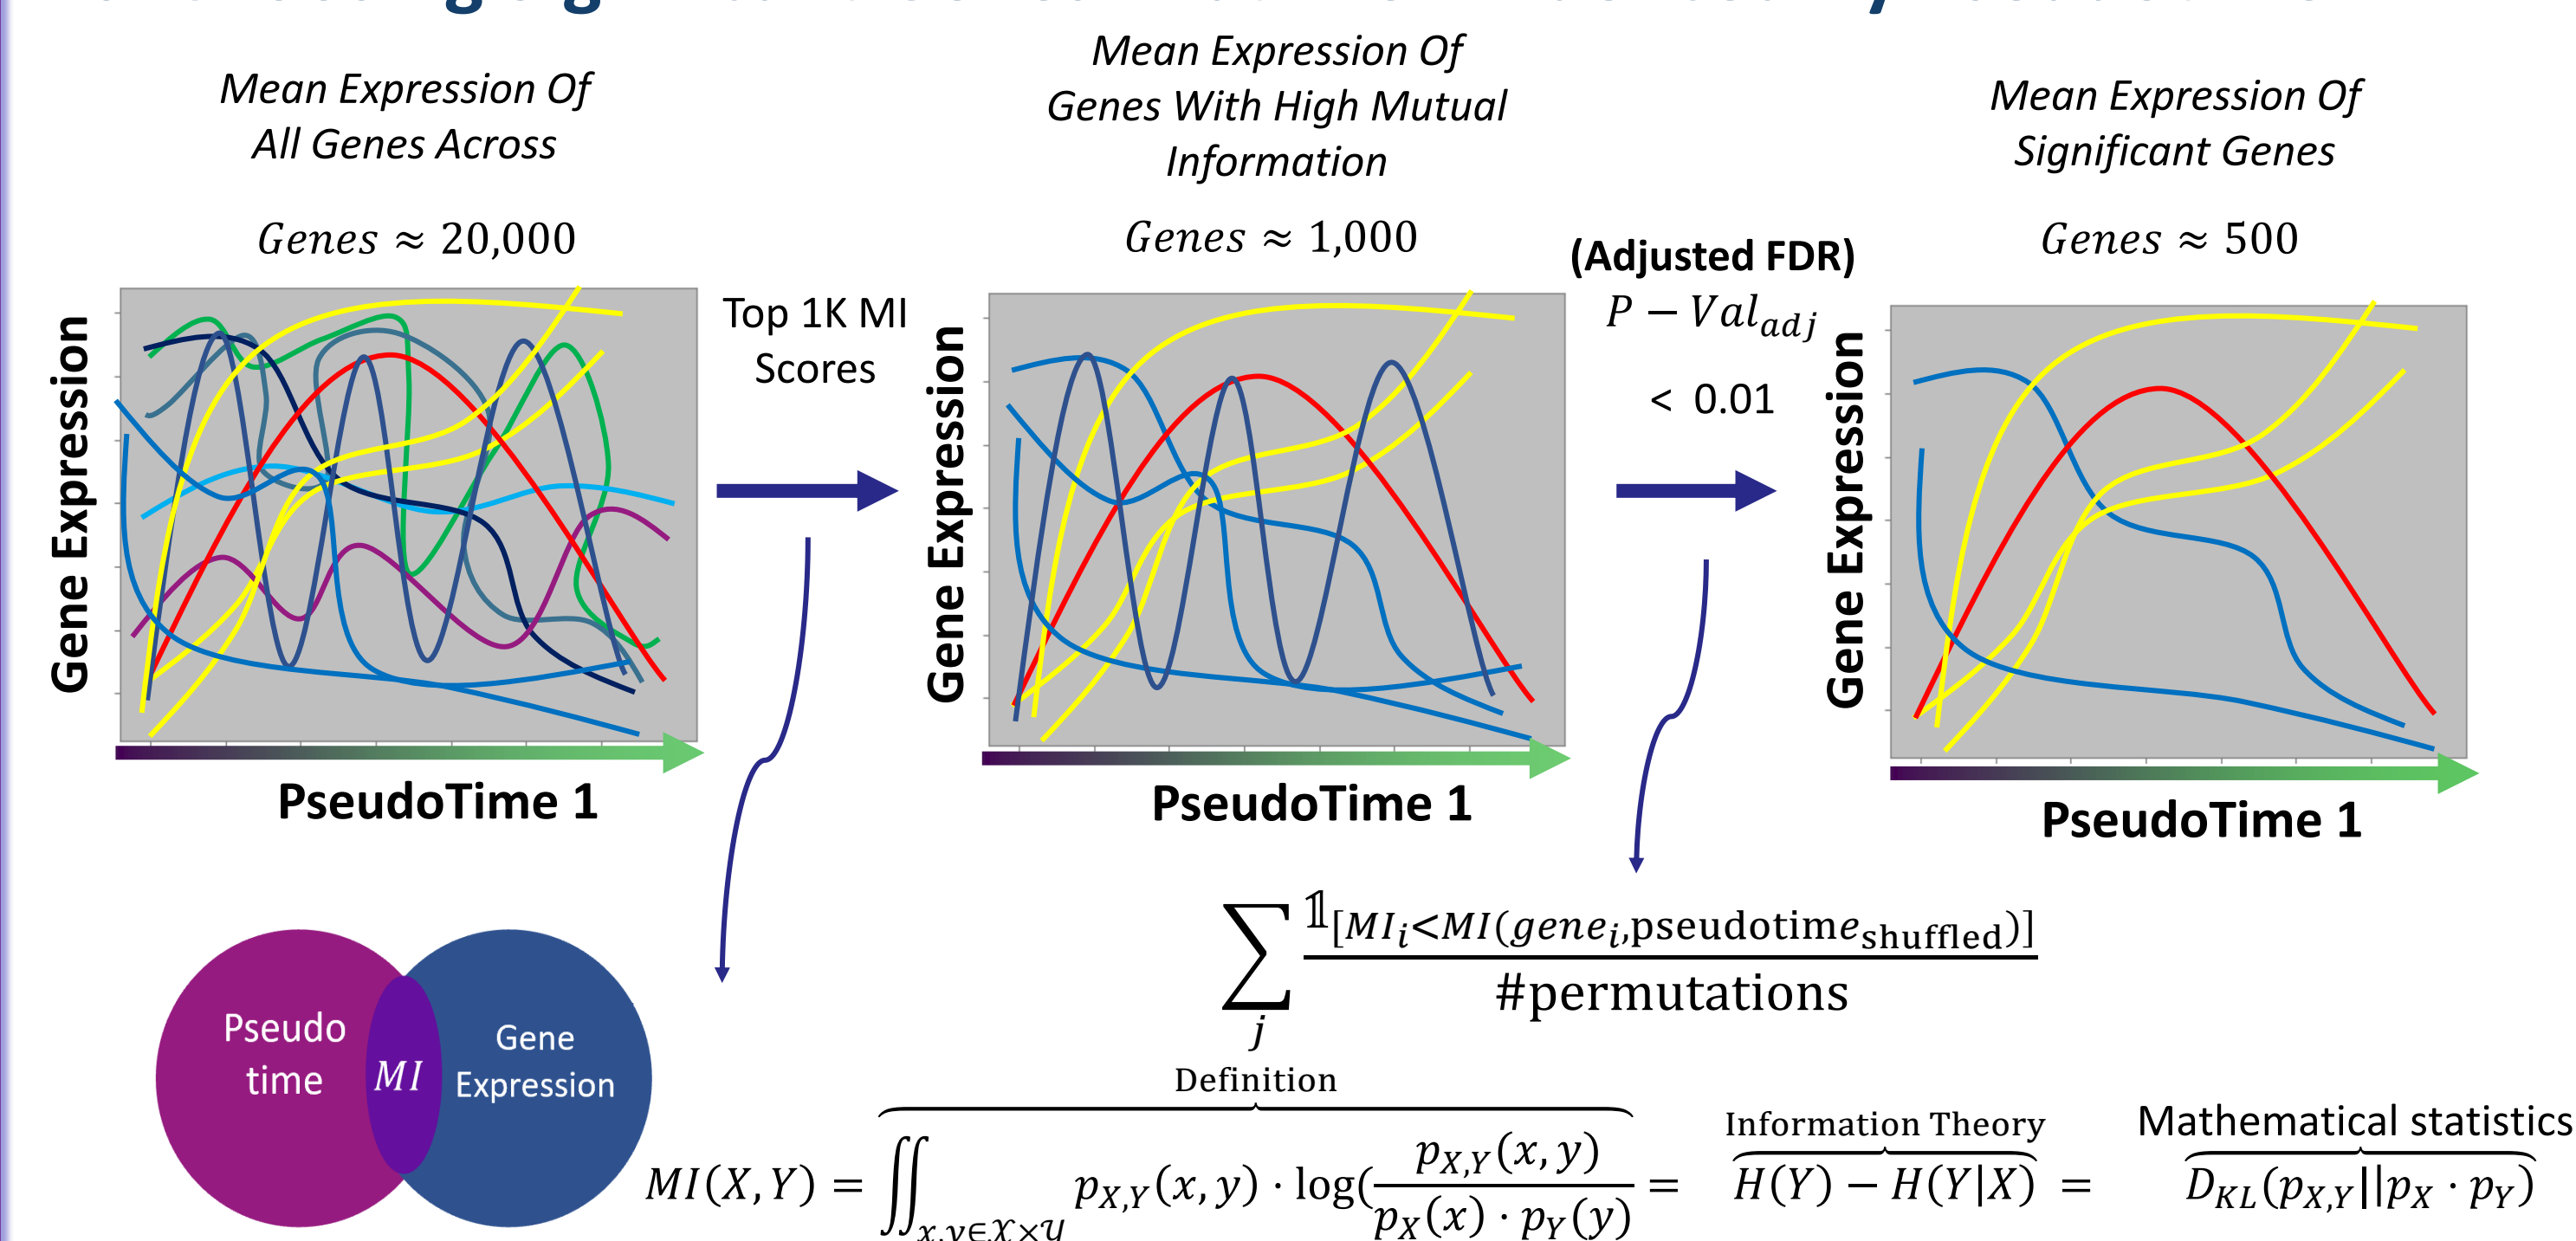 Mean Expression Of
All Genes Across
Genes ≈ 20,000
Gene Expression
PseudoTime 1
Top 1K MI
Scores
Mean Expression Of
Genes With High Mutual
Information
Genes ≈ 1,000
Gene Expression
PseudoTime 1
(Adjusted FDR)
P − Val_adj
< 0.01
Mean Expression Of
Significant Genes
Genes ≈ 500
Gene Expression
PseudoTime 1
Pseudo
time
MI
Gene
Expression
∑_j 𝟙_[MI_i<MI(gene_i,pseudotime_shuffled)] / #permutations
Definition
Information Theory
Mathematical statistics
MI(X,Y) = ∬_{x,y∈𝒳×𝒴} p_{X,Y}(x,y) · log(p_{X,Y}(x,y) / p_X(x) · p_Y(y) = H(Y) − H(Y|X) = D_KL(p_{X,Y}||p_X · p_Y)